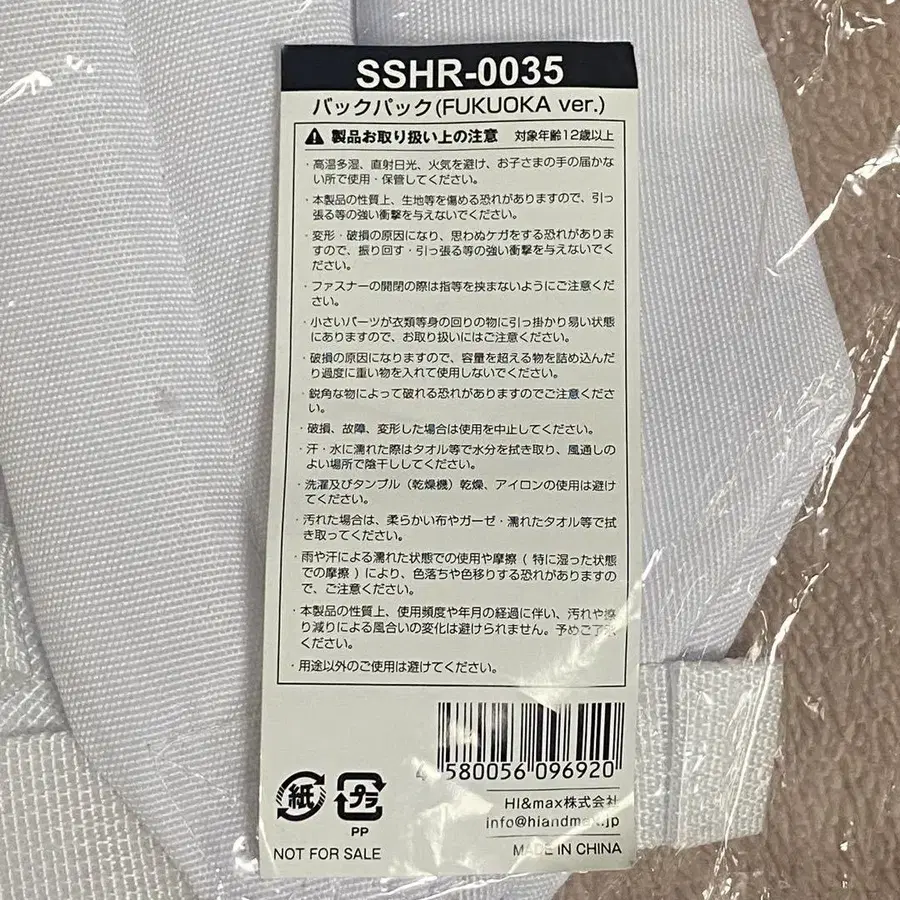 SSHR-0035
バックパック(FUKUOKA ver.)
製品お取り扱い上の注意 対象年齢12歳以上
・高温多湿、直射日光、火気を避け、お子さまの手の届かな
い所で使用・保管してください。
・本製品の性質上、生地等を傷める恐れがありますので、引っ
張る等の強い衝撃を与えないでください。
・変形・破損の原因になり、思わぬケガをする恐れがありま
すので、振り回す・引っ張る等の強い衝撃を与えないでく
ださい。
・ファスナーの開閉の際は指等を挟まないようにご注意くだ
さい。
・小さいパーツが衣類等身の回りの物に引っ掛かり易い状態
にありますので、お取り扱いにはご注意ください。
・破損の原因になりますので、容量を超える物を詰め込んだ
り過度に重い物を入れて使用しないでください。
・鋭角な物によって破れる恐れがありますのでご注意くださ
い。
・破損、故障、変形した場合は使用を中止してください。
・汗・水に濡れた際はタオル等で水分を拭き取り、風通しの
よい場所で陰干ししてください。
・洗濯及びタンブル（乾燥機）乾燥、アイロンの使用は避け
てください。
・汚れた場合は、柔らかい布やガーゼ・濡れたタオル等で拭
き取ってください。
・雨や汗による濡れた状態での使用や摩擦（特に湿った状態
での摩擦）により、色落ちや色移りする恐れがありますの
で、ご注意ください。
・本製品の性質上、使用頻度や年月の経過に伴い、汚れや擦
り減りによる風合いの変化は避けられません。予めご了承
ください。
・用途以外のご使用は避けてください。
4 580056 096920
紙 プラ
PP
HI&max株式会社
info@hiandmax.jp
NOT FOR SALE
MADE IN CHINA